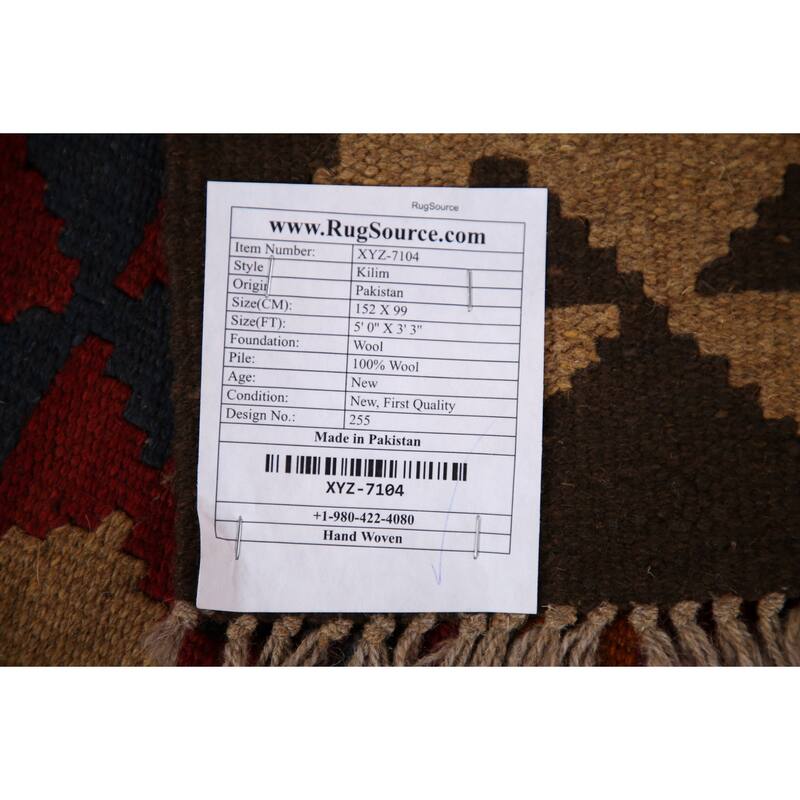 RugSource
www.RugSource.com
Item Number: XYZ-7104
Style Kilim
Origin Pakistan
Size(CM): 152 X 99
Size(FT): 5' 0" X 3' 3"
Foundation: Wool
Pile: 100% Wool
Age: New
Condition: New, First Quality
Design No.: 255
Made in Pakistan
XYZ-7104
+1-980-422-4080
Hand Woven